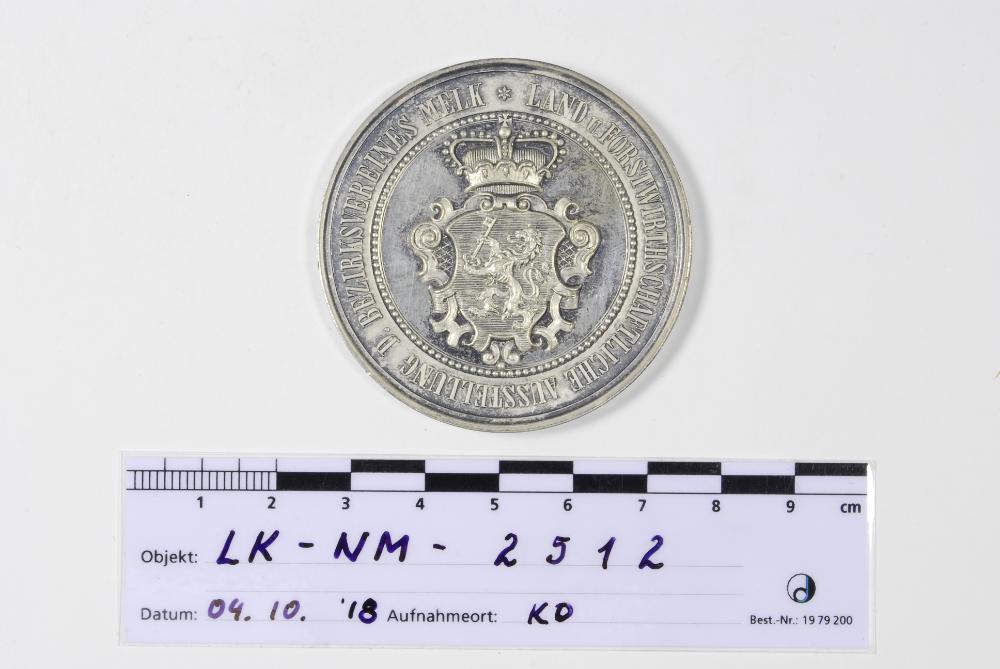 LAND U. FORSTWIRTHSCHAFTLICHE AUSSTELLUNG D. BEZIRKSVEREINES MELK *
1 2 3 4 5 6 7 8 9 cm
Objekt: LK - NM - 2512
Datum: 04. 10. '18 Aufnahmeort: KO
Best.-Nr.: 19 79 200